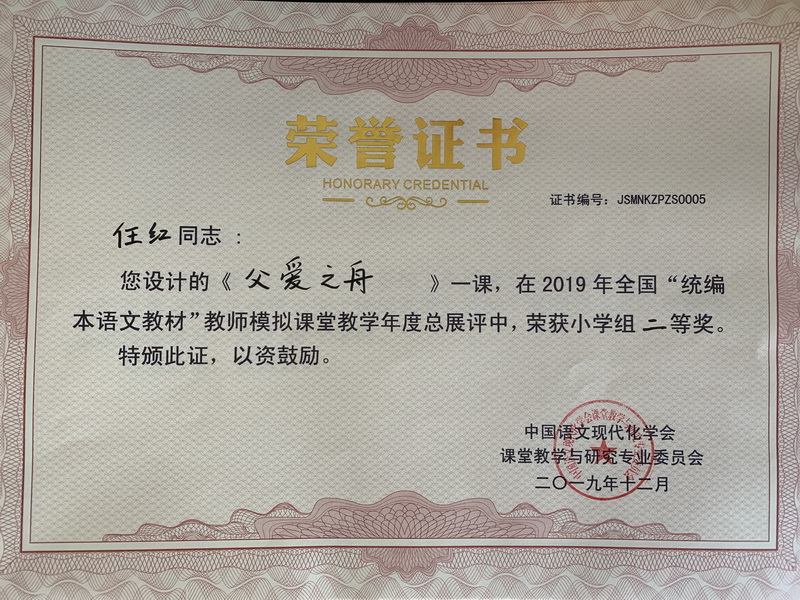 荣誉证书
HONORARY CREDENTIAL
证书编号：JSMNKZPZS0005
任红同志：
您设计的《父爱之舟》一课，在2019年全国“统编
本语文教材”教师模拟课堂教学年度总展评中，荣获小学组二等奖。
特颁此证，以资鼓励。
中国语文现代化学会
课堂教学与研究专业委员会
二〇一九年十二月